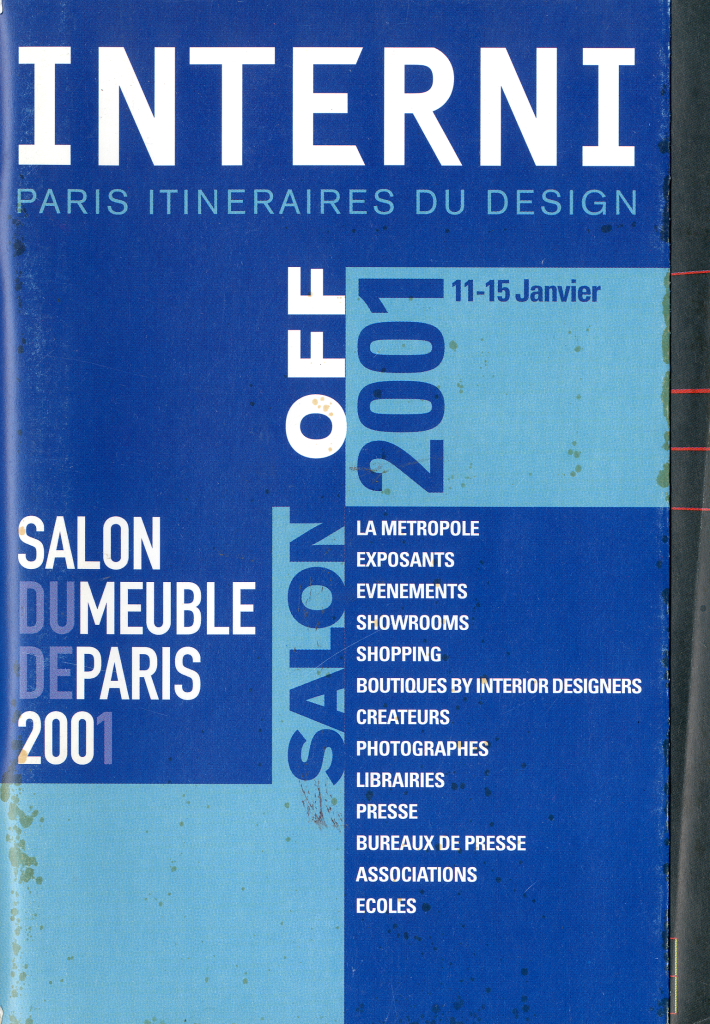 INTERNI
PARIS ITINERAIRES DU DESIGN
SALON OFF 2001
11-15 Janvier
SALON
DUMEUBLE
DEPARIS
2001
LA METROPOLE
EXPOSANTS
EVENEMENTS
SHOWROOMS
SHOPPING
BOUTIQUES BY INTERIOR DESIGNERS
CREATEURS
PHOTOGRAPHES
LIBRAIRIES
PRESSE
BUREAUX DE PRESSE
ASSOCIATIONS
ECOLES